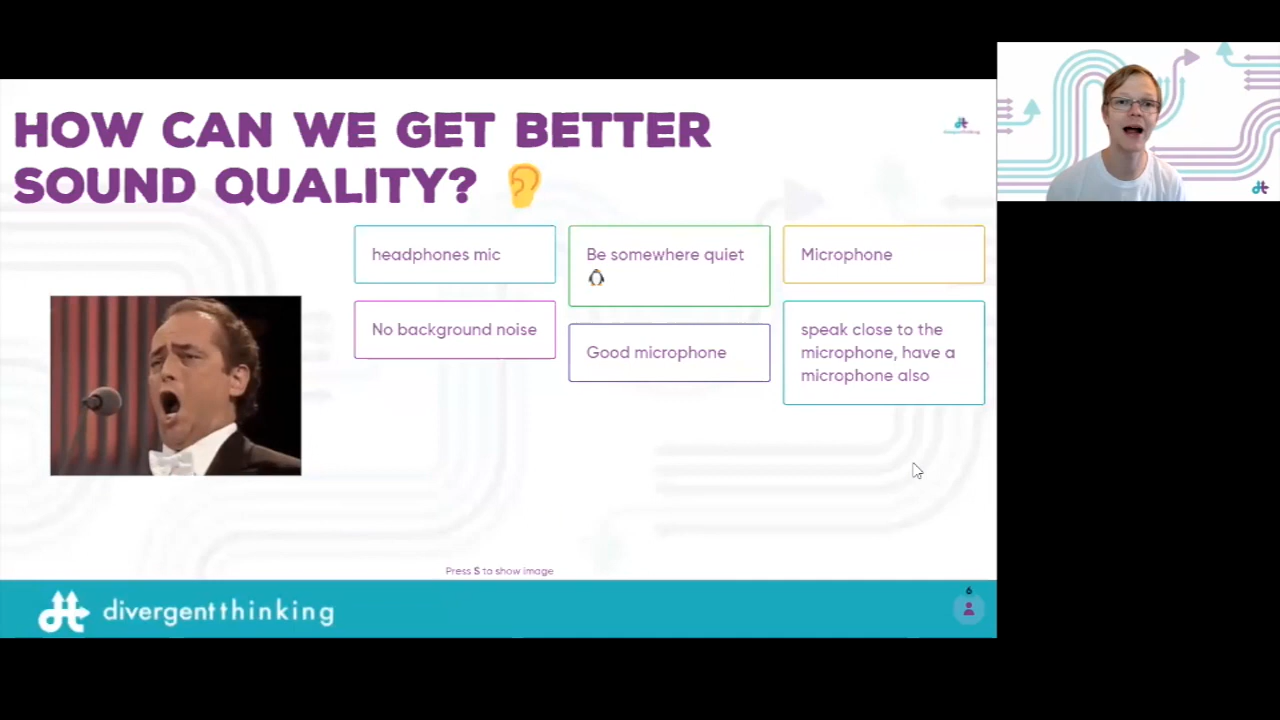 HOW CAN WE GET BETTER
SOUND QUALITY? 👂
headphones mic
Be somewhere quiet
🐧
Microphone
No background noise
Good microphone
speak close to the
microphone, have a
microphone also
Press S to show image
divergentthinking
6